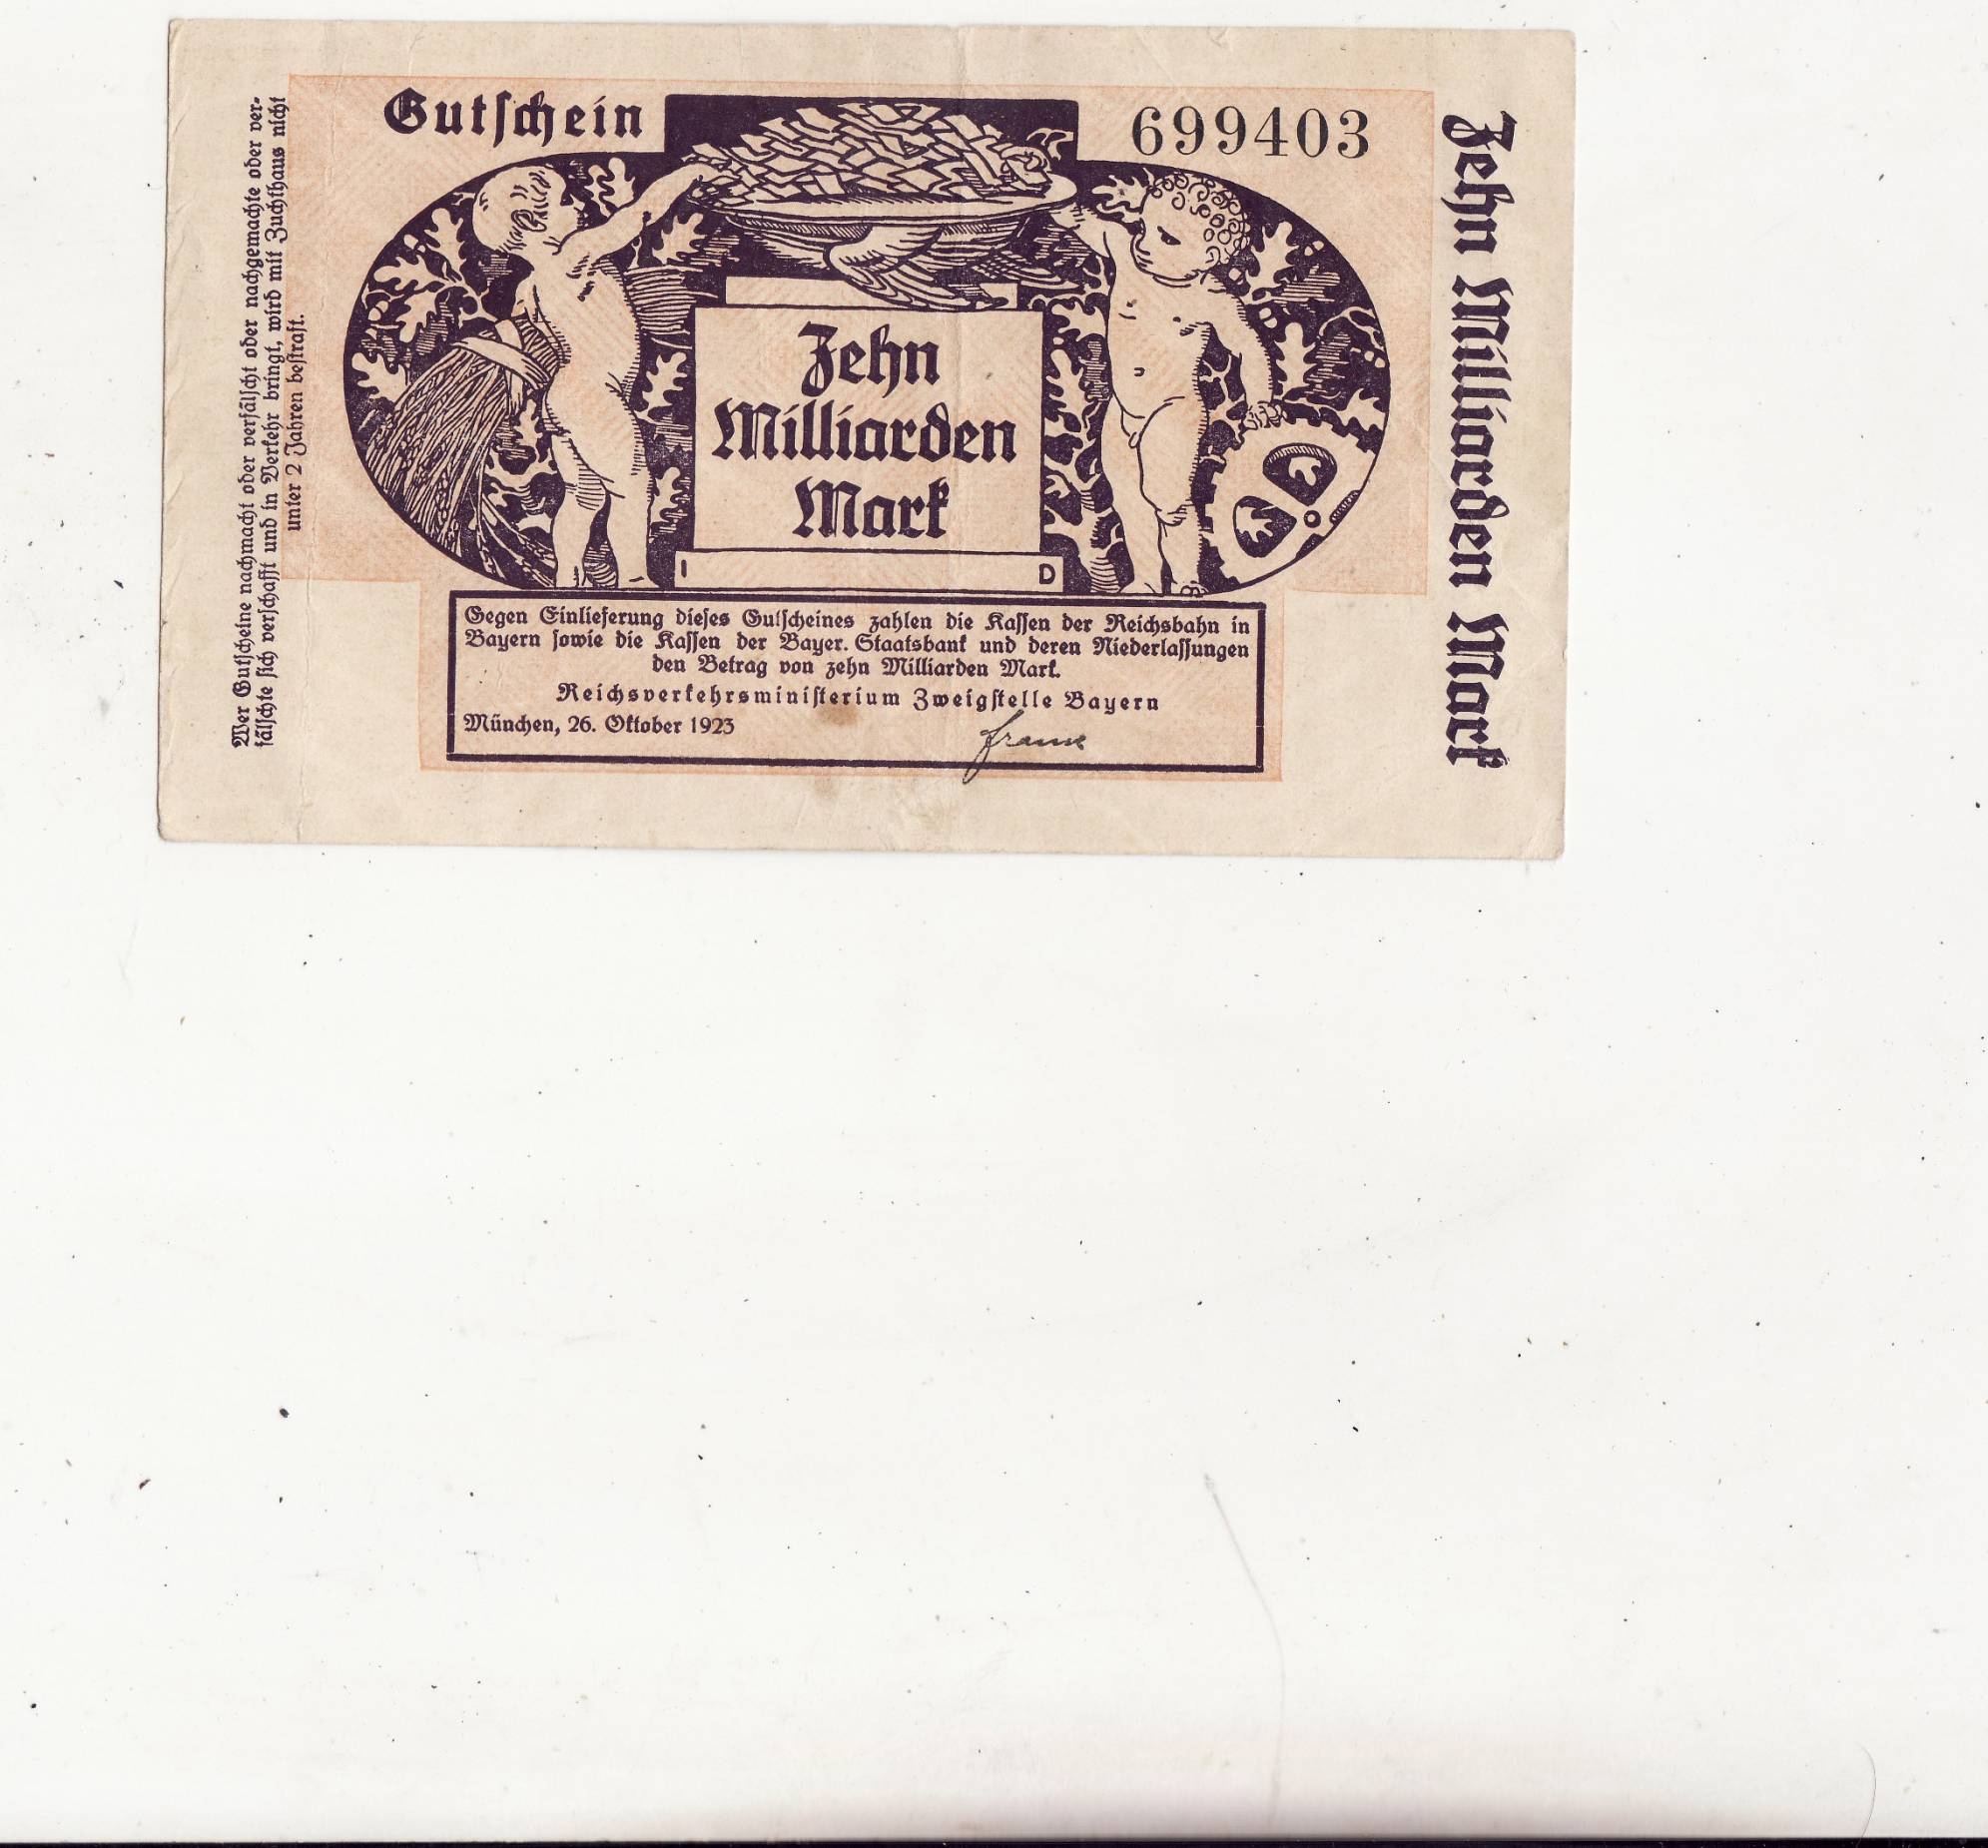 Gutschein
699403
Zehn
Milliarden
Mark
I D
Gegen Einlieferung dieses Gutscheines zahlen die Kassen der Reichsbahn in
Bayern sowie die Kassen der Bayer. Staatsbank und deren Niederlassungen
den Betrag von zehn Milliarden Mark.
Reichsverkehrsministerium Zweigstelle Bayern
München, 26. Oktober 1923
Frank
Wer Gutscheine nachmacht oder verfälscht oder nachgemachte oder ver-
fälschte sich verschafft und in Verkehr bringt, wird mit Zuchthaus nicht
unter 2 Jahren bestraft.
Zehn Milliarden Mark